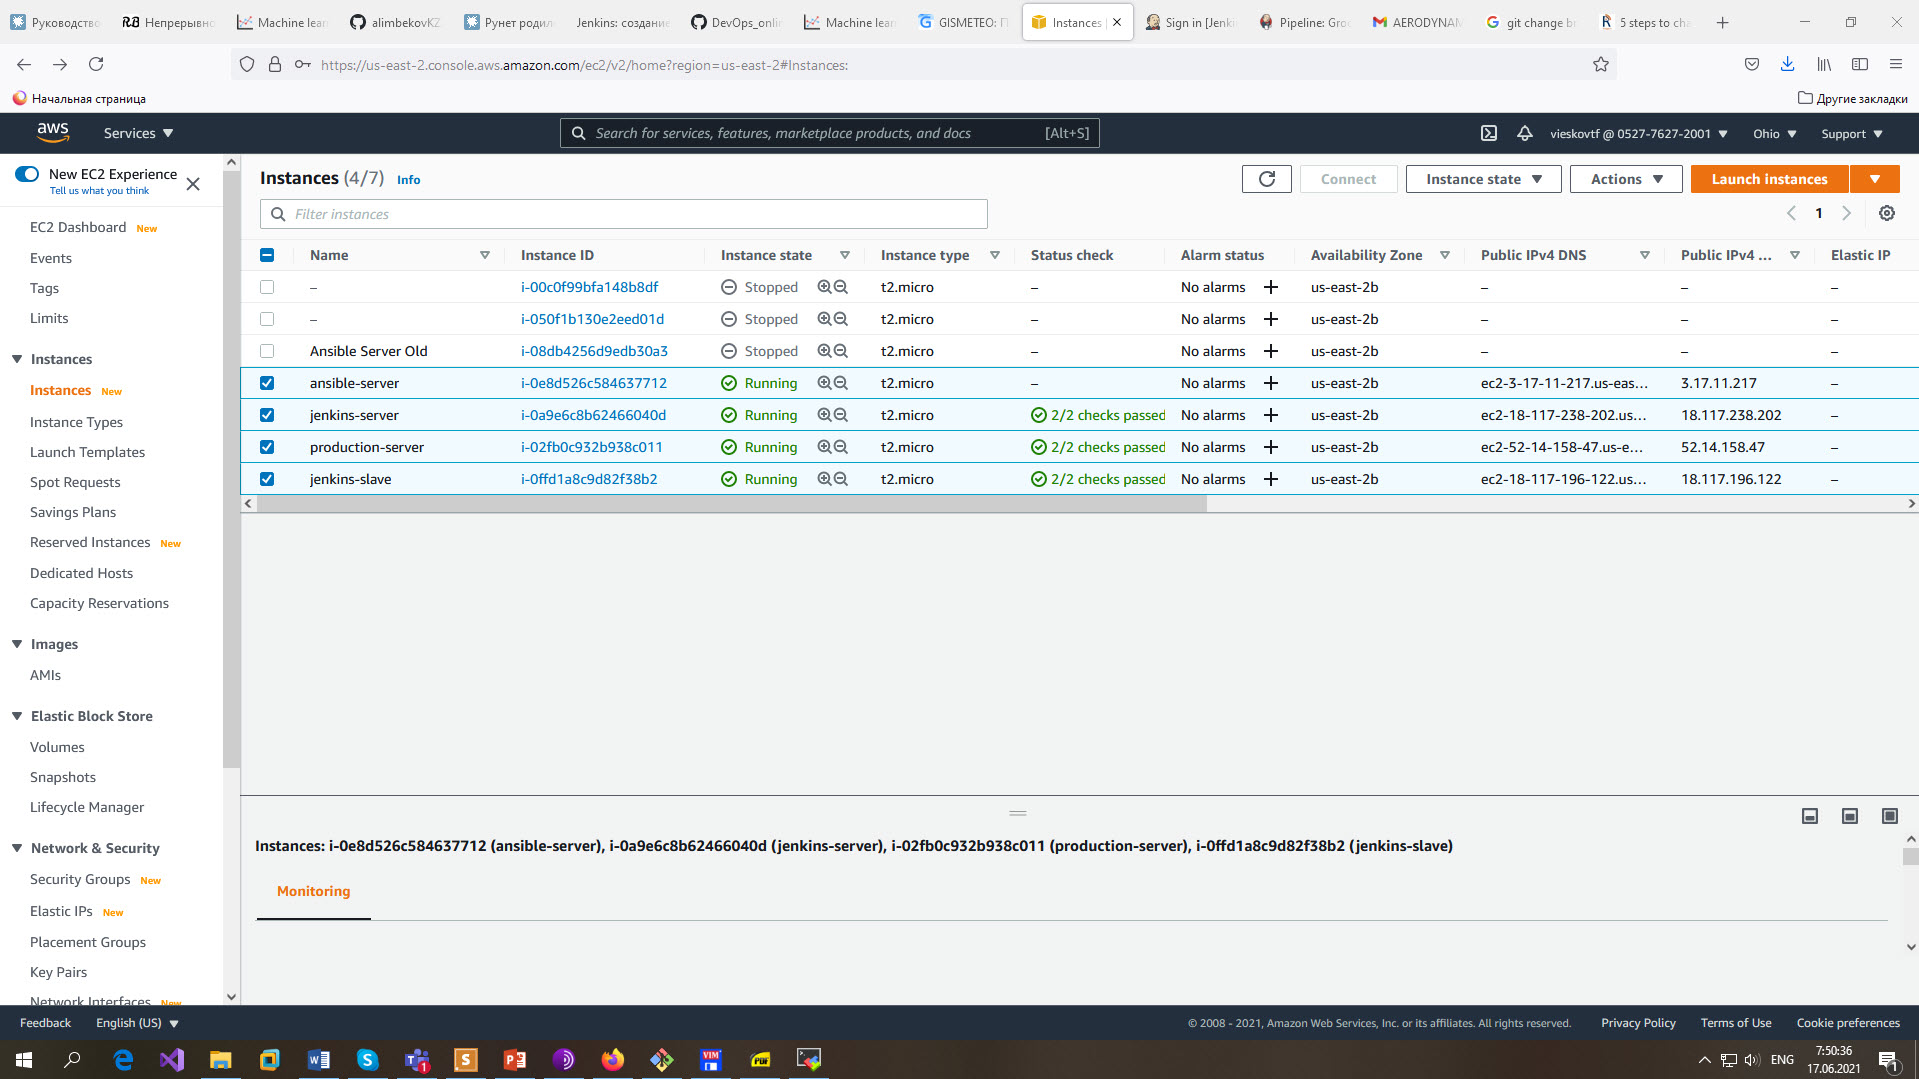 Руководство
R8 Непрерывно
Machine lear
alimbekovKZ
Рунет родил
Jenkins: создание
DevOps_onlin
Machine lear
GISMETEO: П
Instances |
Sign in [Jenki
Pipeline: Groo
AERODYNAM
git change br
5 steps to cha
https://us-east-2.console.aws.amazon.com/ec2/v2/home?region=us-east-2#Instances:
Начальная страница
Другие закладки
aws
Services
Search for services, features, marketplace products, and docs [Alt+S]
vieskovtf @ 0527-7627-2001
Ohio
Support
New EC2 Experience
Tell us what you think
EC2 Dashboard New
Events
Tags
Limits
Instances
Instances New
Instance Types
Launch Templates
Spot Requests
Savings Plans
Reserved Instances New
Dedicated Hosts
Capacity Reservations
Images
AMIs
Elastic Block Store
Volumes
Snapshots
Lifecycle Manager
Network & Security
Security Groups New
Elastic IPs New
Placement Groups
Key Pairs
Network Interfaces New
Instances (4/7) Info
Connect
Instance state
Actions
Launch instances
Filter instances
1
Name Instance ID Instance state Instance type Status check Alarm status Availability Zone Public IPv4 DNS Public IPv4 ... Elastic IP
– i-00c0f99bfa148b8df Stopped t2.micro – No alarms + us-east-2b – – –
– i-050f1b130e2eed01d Stopped t2.micro – No alarms + us-east-2b – – –
Ansible Server Old i-08db4256d9edb30a3 Stopped t2.micro – No alarms + us-east-2b – – –
ansible-server i-0e8d526c584637712 Running t2.micro – No alarms + us-east-2b ec2-3-17-11-217.us-eas... 3.17.11.217 –
jenkins-server i-0a9e6c8b62466040d Running t2.micro 2/2 checks passed No alarms + us-east-2b ec2-18-117-238-202.us... 18.117.238.202 –
production-server i-02fb0c932b938c011 Running t2.micro 2/2 checks passed No alarms + us-east-2b ec2-52-14-158-47.us-e... 52.14.158.47 –
jenkins-slave i-0ffd1a8c9d82f38b2 Running t2.micro 2/2 checks passed No alarms + us-east-2b ec2-18-117-196-122.us... 18.117.196.122 –
Instances: i-0e8d526c584637712 (ansible-server), i-0a9e6c8b62466040d (jenkins-server), i-02fb0c932b938c011 (production-server), i-0ffd1a8c9d82f38b2 (jenkins-slave)
Monitoring
Feedback English (US)
© 2008 - 2021, Amazon Web Services, Inc. or its affiliates. All rights reserved. Privacy Policy Terms of Use Cookie preferences
ENG
7:50:36
17.06.2021